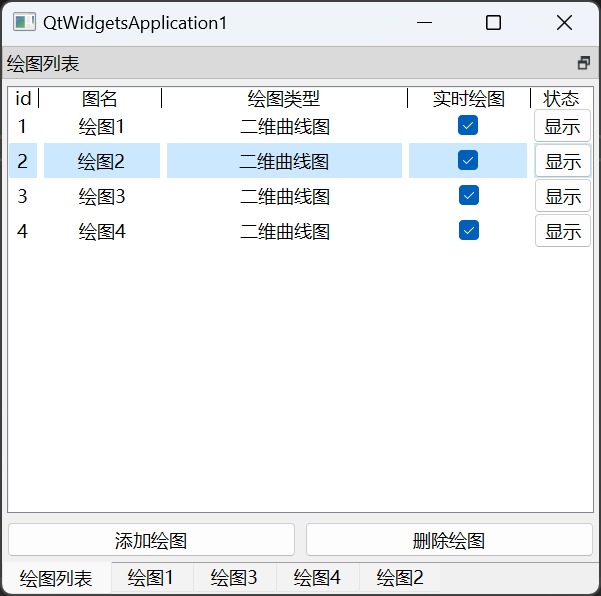 QtWidgetsApplication1
绘图列表
id 图名 绘图类型 实时绘图 状态
1 绘图1 二维曲线图 显示
2 绘图2 二维曲线图 显示
3 绘图3 二维曲线图 显示
4 绘图4 二维曲线图 显示
添加绘图 删除绘图
绘图列表 绘图1 绘图3 绘图4 绘图2